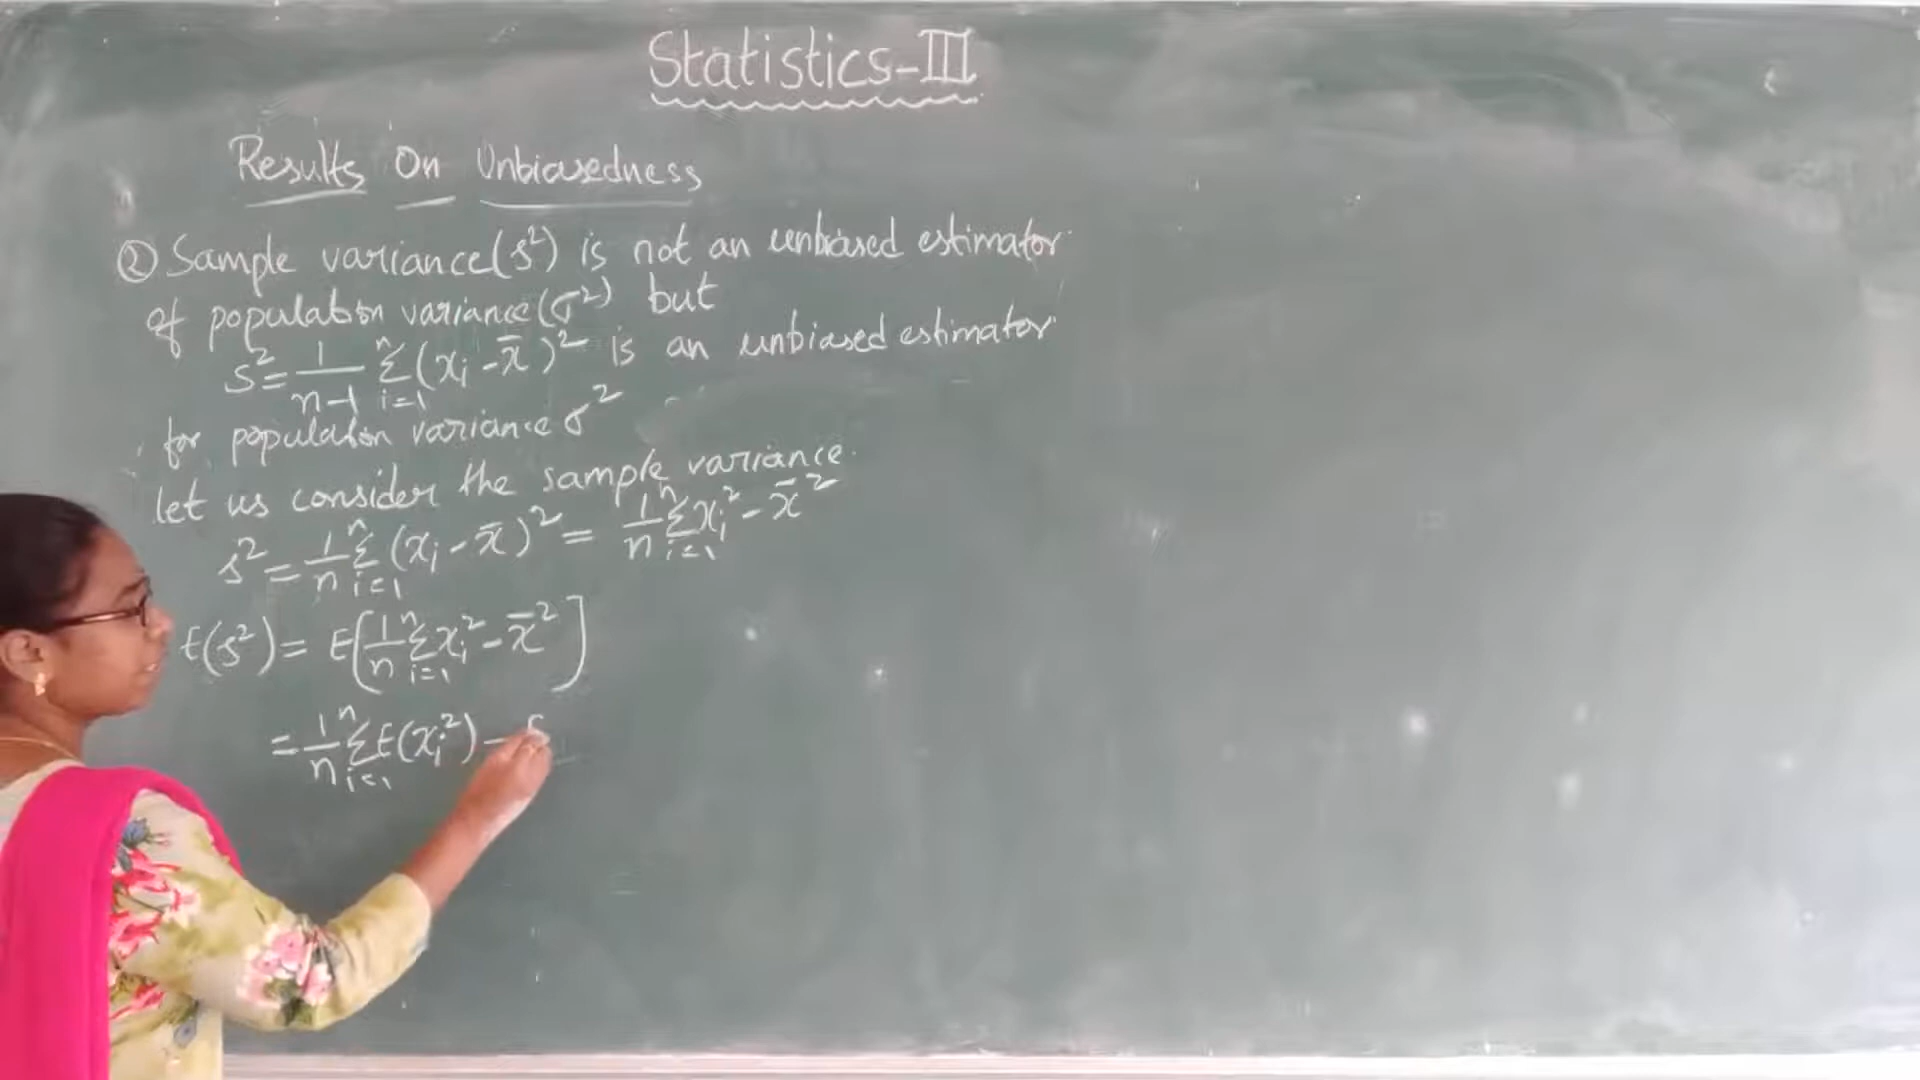 Statistics-III
Results On Unbiasedness
② Sample variance(s²) is not an unbiased estimator
of population variance(σ²) but
S² = 1/(n-1) Σ_{i=1}^{n} (xᵢ - x̄)² is an unbiased estimator
for population variance σ²
let us consider the sample variance.
s² = 1/n Σ_{i=1}^{n} (xᵢ - x̄)² = 1/n Σ_{i=1}^{n} xᵢ² - x̄²
E(s²) = E[1/n Σ_{i=1}^{n} xᵢ² - x̄²]
= 1/n Σ_{i=1}^{n} E(xᵢ²) -